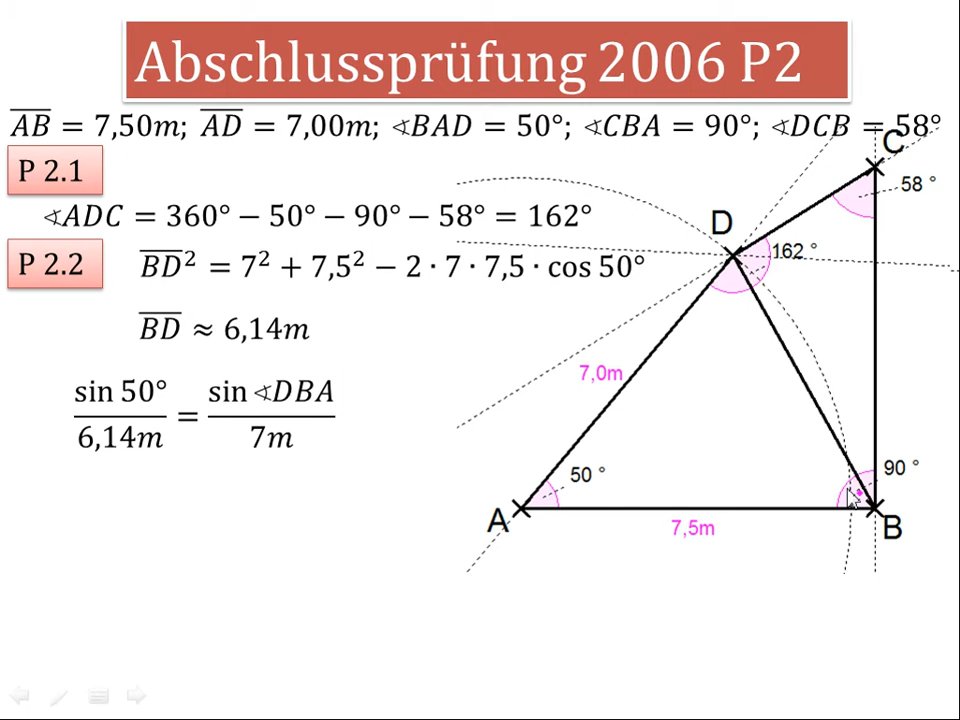 Abschlussprüfung 2006 P2
AB = 7,50m; AD = 7,00m; ∢BAD = 50°; ∢CBA = 90°; ∢DCB = 58°
P 2.1
∢ADC = 360° − 50° − 90° − 58° = 162°
P 2.2
BD² = 7² + 7,5² − 2 · 7 · 7,5 · cos 50°
BD ≈ 6,14m
sin 50° / 6,14m = sin ∢DBA / 7m
C
58 °
D
162 °
7,0m
50 °
90 °
A
7,5m
B